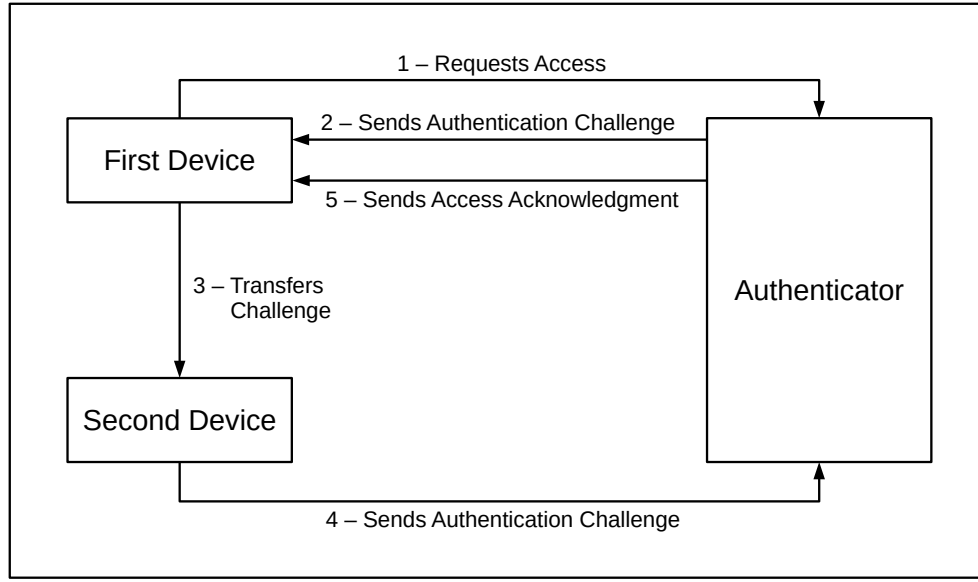 1 – Requests Access
2 – Sends Authentication Challenge
First Device
5 – Sends Access Acknowledgment
3 – Transfers
Challenge
Authenticator
Second Device
4 – Sends Authentication Challenge